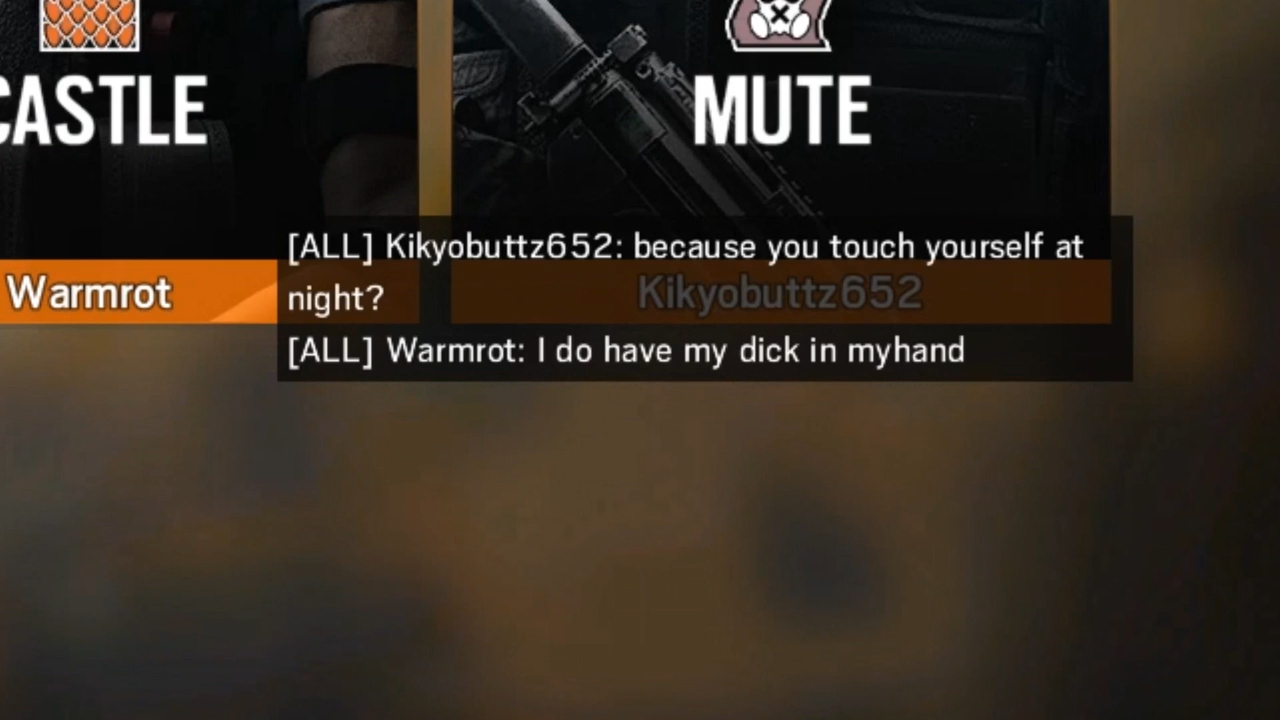 CASTLE
MUTE
[ALL] Kikyobuttz652: because you touch yourself at
night?
[ALL] Warmrot: I do have my dick in myhand
Warmrot
Kikyobuttz652